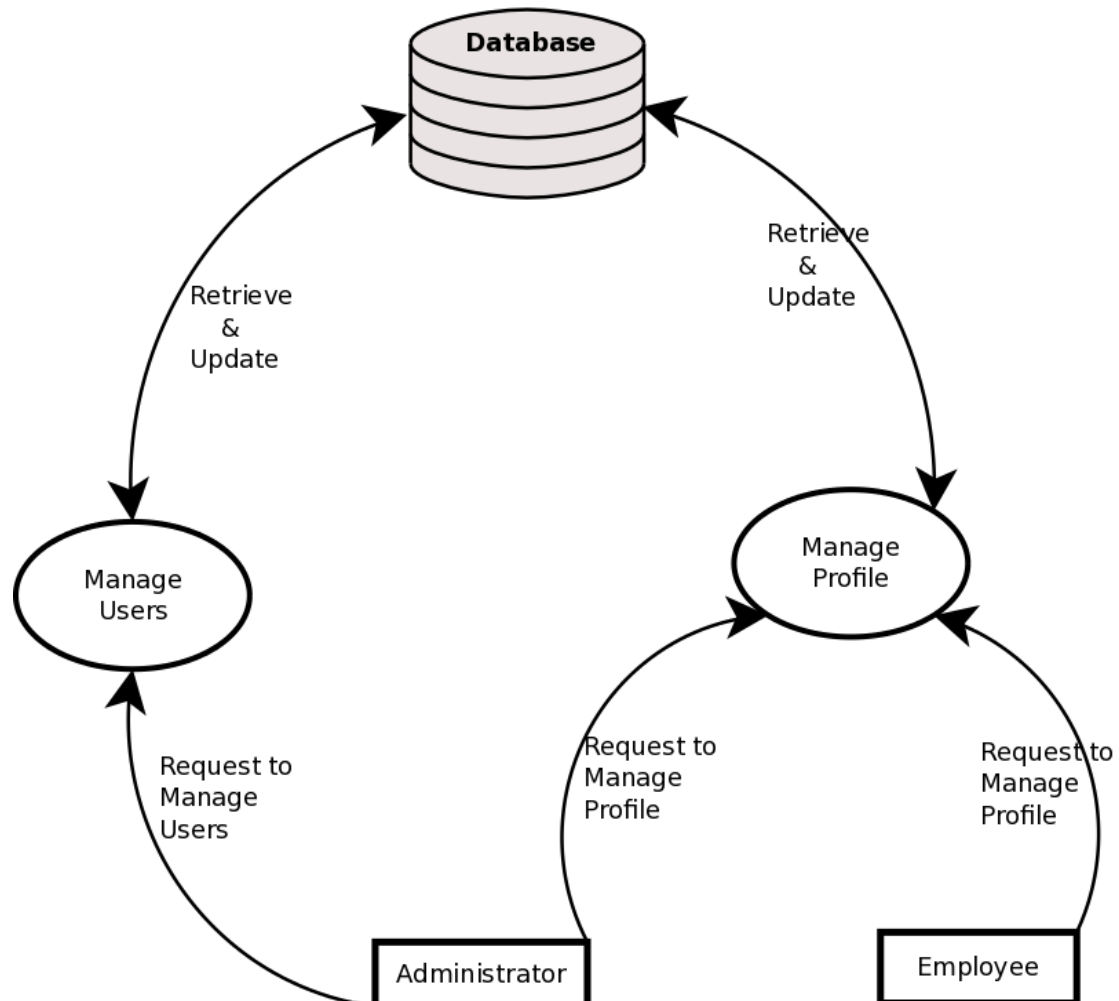 Database
Retrieve
&
Update
Retrieve
&
Update
Manage
Users
Manage
Profile
Request to
Manage
Users
Request to
Manage
Profile
Request to
Manage
Profile
Administrator
Employee